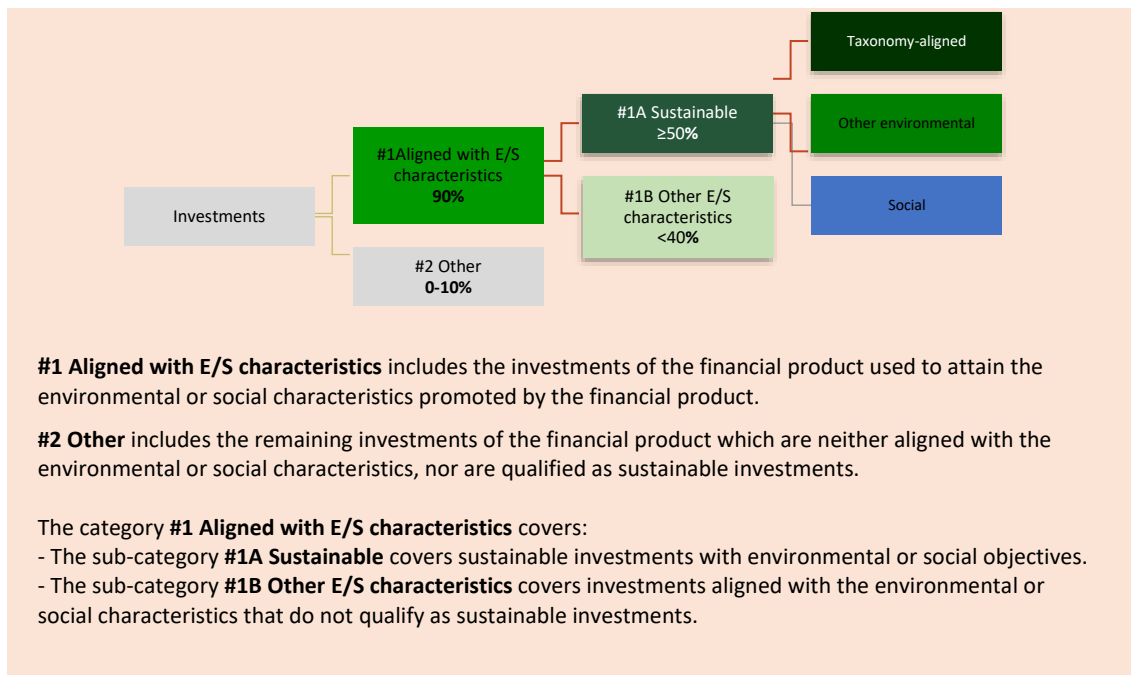 Taxonomy-aligned
#1A Sustainable
≥50%
Other environmental
#1Aligned with E/S
characteristics
90%
#1B Other E/S
characteristics
<40%
Investments
Social
#2 Other
0-10%
#1 Aligned with E/S characteristics includes the investments of the financial product used to attain the
environmental or social characteristics promoted by the financial product.
#2 Other includes the remaining investments of the financial product which are neither aligned with the
environmental or social characteristics, nor are qualified as sustainable investments.
The category #1 Aligned with E/S characteristics covers:
- The sub-category #1A Sustainable covers sustainable investments with environmental or social objectives.
- The sub-category #1B Other E/S characteristics covers investments aligned with the environmental or
social characteristics that do not qualify as sustainable investments.